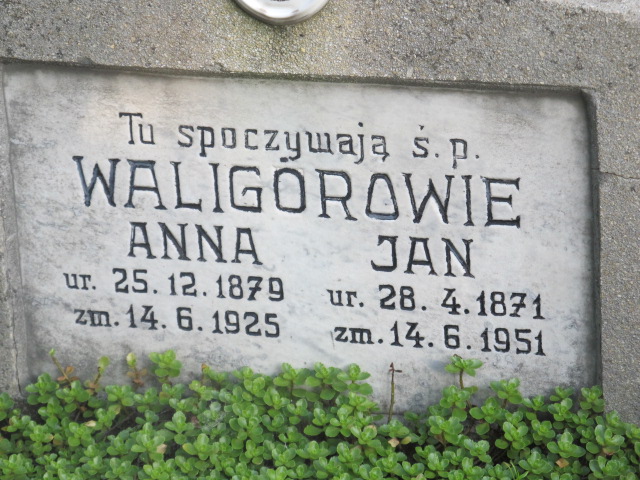 Tu spoczywają ś.p.
WALIGÓROWIE
ANNA JAN
ur. 25.12.1879 ur. 28.4.1871
zm. 14.6.1925 zm. 14.6.1951